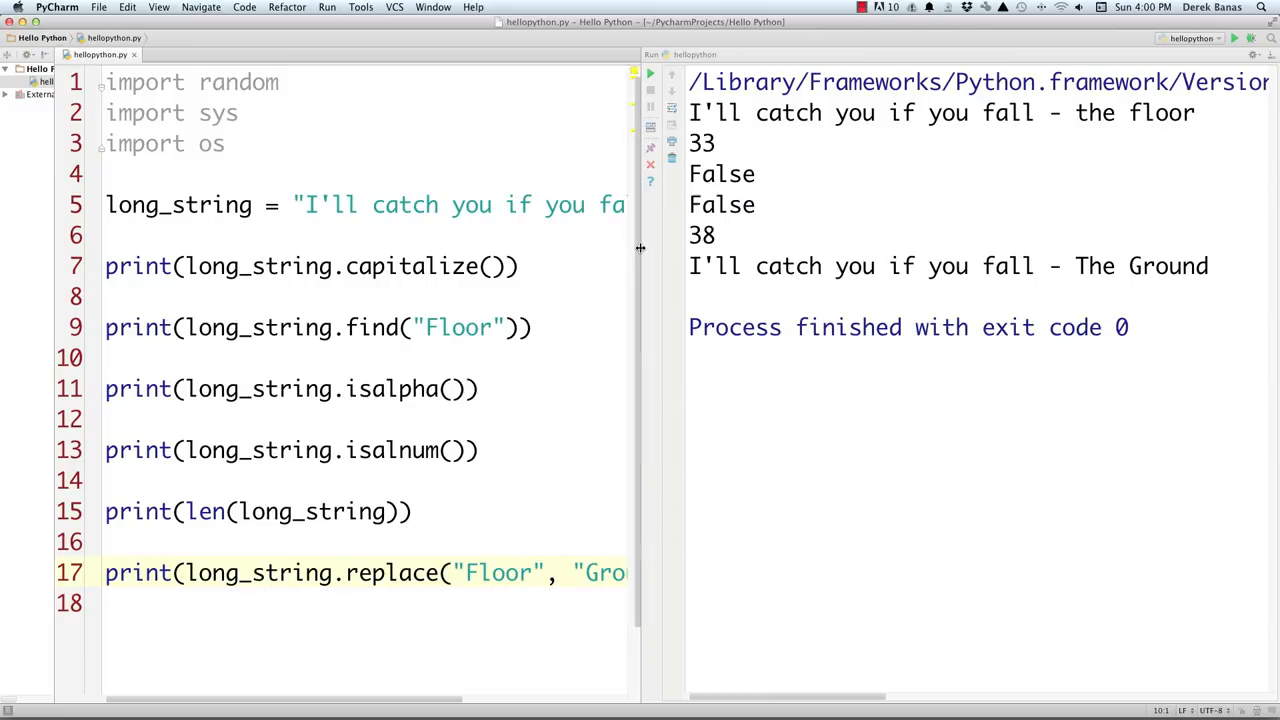 PyCharm File Edit View Navigate Code Refactor Run Tools VCS Window Help 10 Sun 4:00 PM Derek Banas
hellopython.py - Hello Python - [~/PycharmProjects/Hello Python]
Hello Python hellopython.py hellopython
hellopython.py
Run hellopython
Hello P
hell
Externa
1 import random
2 import sys
3 import os
4
5 long_string = "I'll catch you if you fa
6
7 print(long_string.capitalize())
8
9 print(long_string.find("Floor"))
10
11 print(long_string.isalpha())
12
13 print(long_string.isalnum())
14
15 print(len(long_string))
16
17 print(long_string.replace("Floor", "Gro
18
/Library/Frameworks/Python.framework/Version
I'll catch you if you fall - the floor
33
False
False
38
I'll catch you if you fall - The Ground
Process finished with exit code 0
10:1 LF UTF-8